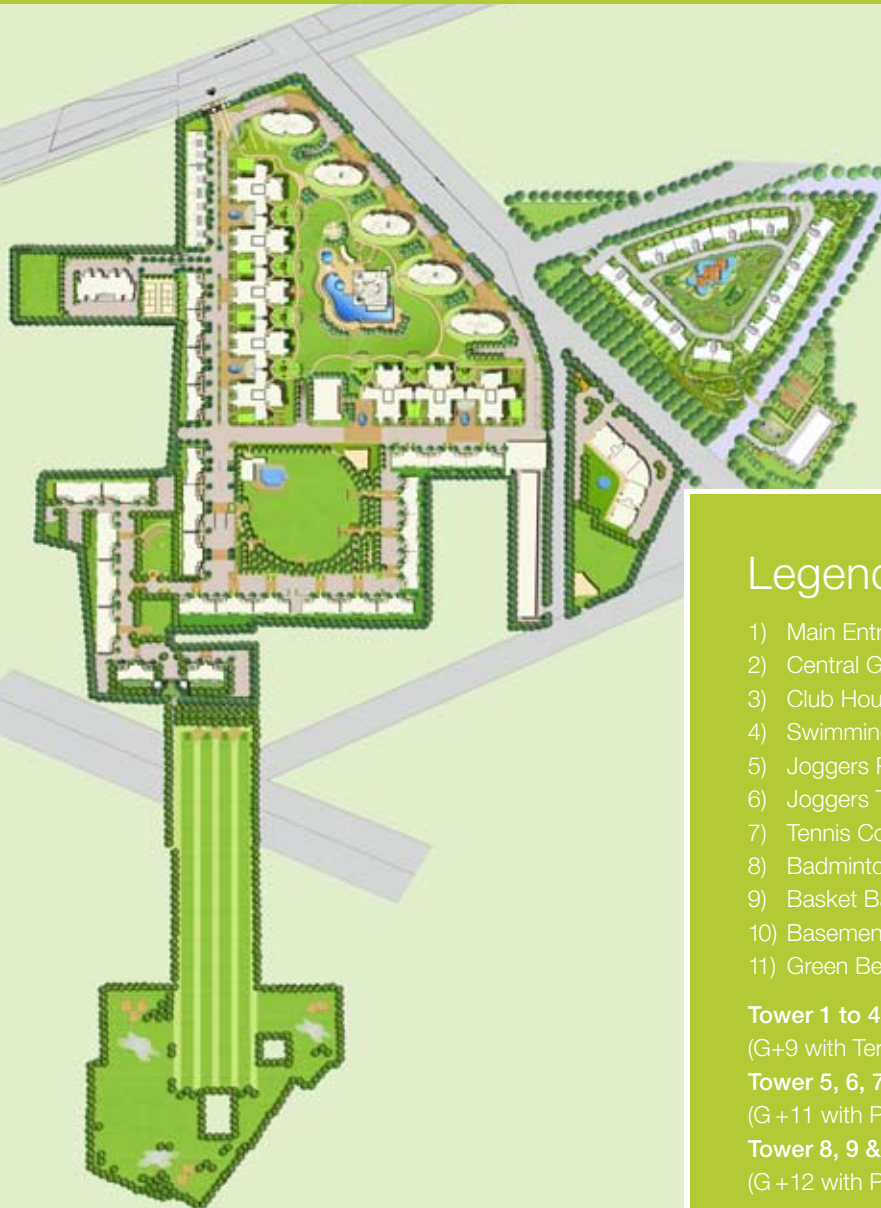 Legend
1) Main Entr
2) Central G
3) Club Hou
4) Swimmin
5) Joggers P
6) Joggers T
7) Tennis Co
8) Badminto
9) Basket Ba
10) Basemen
11) Green Be
Tower 1 to 4
(G+9 with Ter
Tower 5, 6, 7
(G +11 with P
Tower 8, 9 &
(G +12 with P